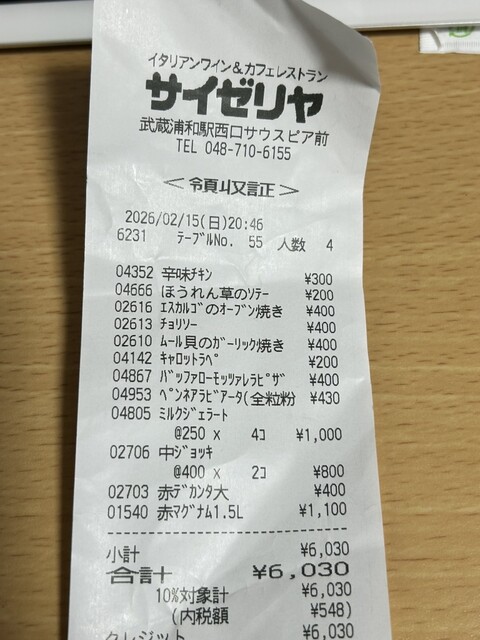 イタリアンワイン&カフェレストラン
サイゼリヤ
武蔵浦和駅西口サウスピア前
TEL 048-710-6155
<領収証>
2026/02/15(日)20:46
6231 ﾃｰﾌﾞﾙNo. 55 人数 4
04352 辛味ﾁｷﾝ ¥300
04666 ほうれん草のｿﾃｰ ¥200
02616 ｴｽｶﾙｺﾞのオーブン焼き ¥400
02613 ﾁｮﾘｿｰ ¥400
02610 ﾑｰﾙ貝のガーリック焼き ¥400
04142 ｷｬﾛｯﾄﾗﾍﾟ ¥200
04867 ﾊﾞｯﾌｧﾛｰﾓｯﾂｧﾚﾗﾋﾟｻﾞ ¥400
04953 ﾍﾟﾝﾈｱﾗﾋﾞｱｰﾀ(全粒粉 ¥430
04805 ﾐﾙｸｼﾞｪﾗｰﾄ
@250 x 4ｺ ¥1,000
02706 中ｼﾞｮｯｷ
@400 x 2ｺ ¥800
02703 赤ﾃﾞｶﾝﾀ大 ¥400
01540 赤ﾏｸﾞﾅﾑ1.5L ¥1,100
小計 ¥6,030
合計 ¥6,030
10%対象計 ¥6,030
(内税額 ¥548)
クレジット ¥6,030